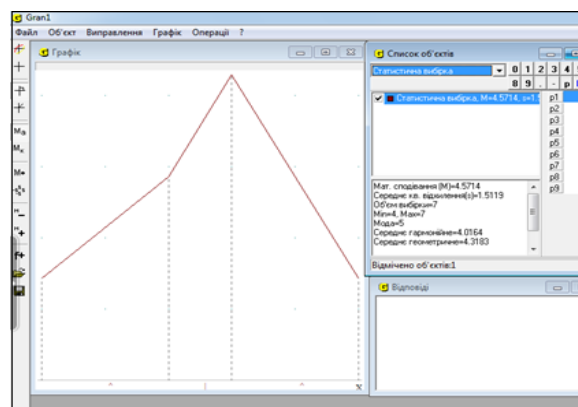 Gran1
Файл Об'єкт Виправлення Графік Операції ?
Графік
Список об'єктів
Статистична вибірка
0 1 2 3 4
8 9 . - p
Статистична вибірка, M=4.5714, s=1.5
p1
p2
p3
p4
p5
p6
p7
p8
p9
Мат. сподівання (M)=4.5714
Середнє кв. відхилення(s)=1.5119
Об'єм вибірки=7
Min=4, Max=7
Мода=5
Середнє гармонійне=4.0164
Середнє геометричне=4.3183
Відмічено об'єктів:1
Відповіді
X